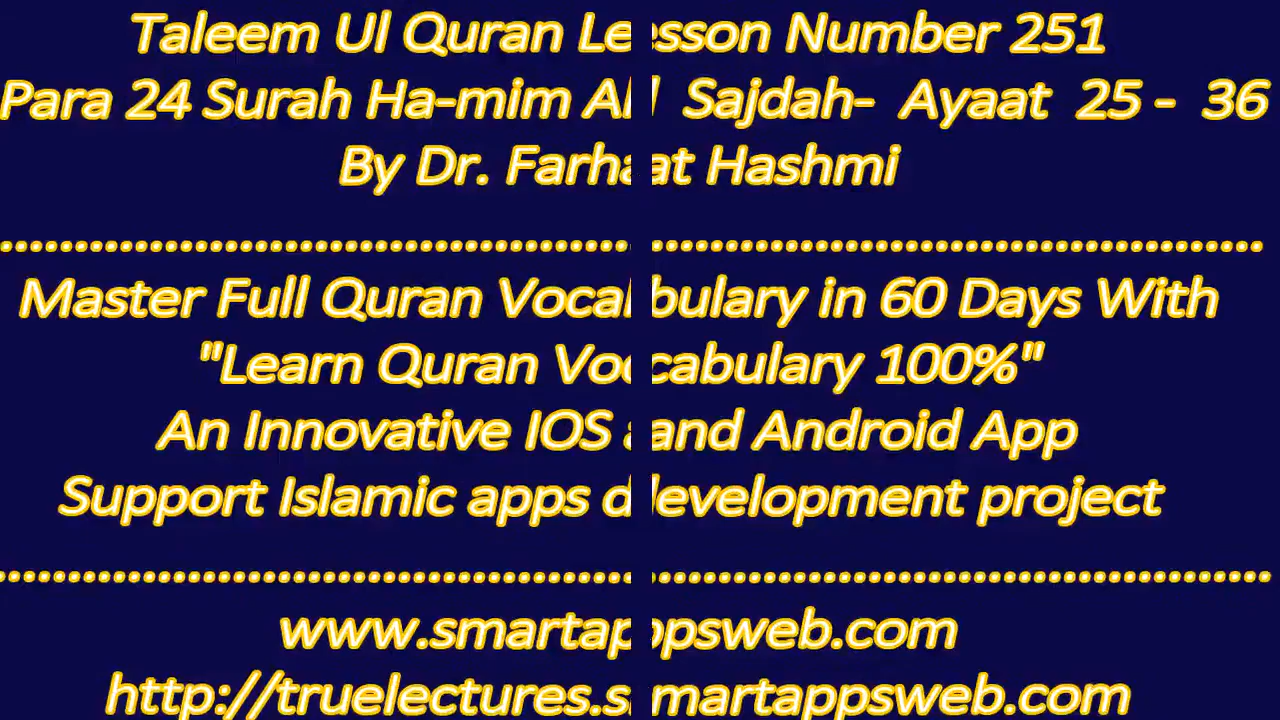 Taleem Ul Quran Lesson Number 251
Para 24 Surah Ha-mim Al Sajdah- Ayaat 25 - 36
By Dr. Farhat Hashmi
Master Full Quran Vocabulary in 60 Days With
"Learn Quran Vocabulary 100%"
An Innovative IOS and Android App
Support Islamic apps development project
www.smartappsweb.com
http://truelectures.smartappsweb.com